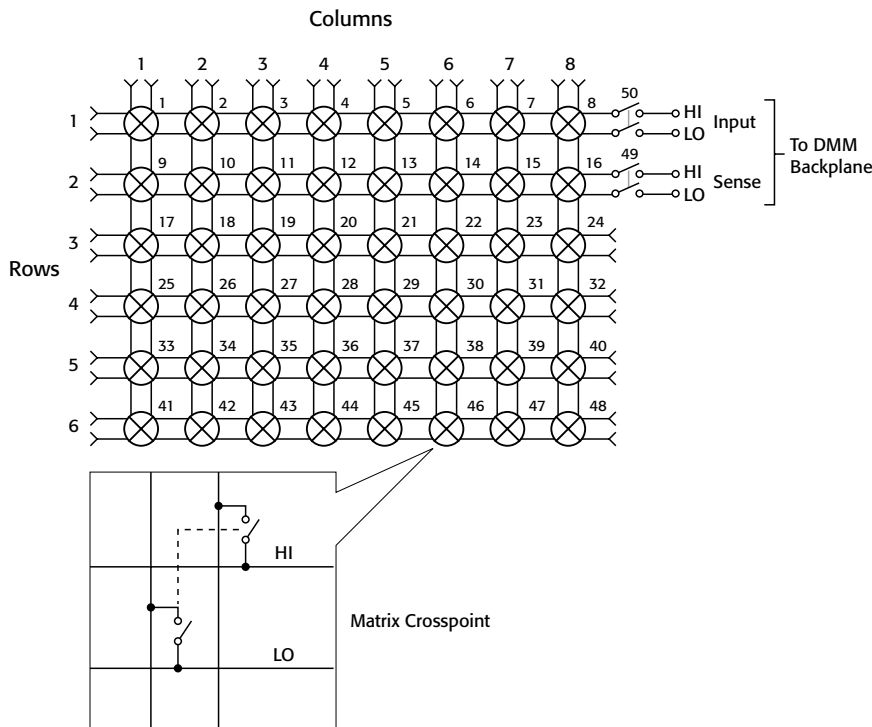 Columns
1 2 3 4 5 6 7 8
50
1 1 2 3 4 5 6 7 8 HI Input
LO
To DMM
Backplane
49
2 9 10 11 12 13 14 15 16 HI Sense
LO
3 17 18 19 20 21 22 23 24
Rows
4 25 26 27 28 29 30 31 32
5 33 34 35 36 37 38 39 40
6 41 42 43 44 45 46 47 48
HI
Matrix Crosspoint
LO